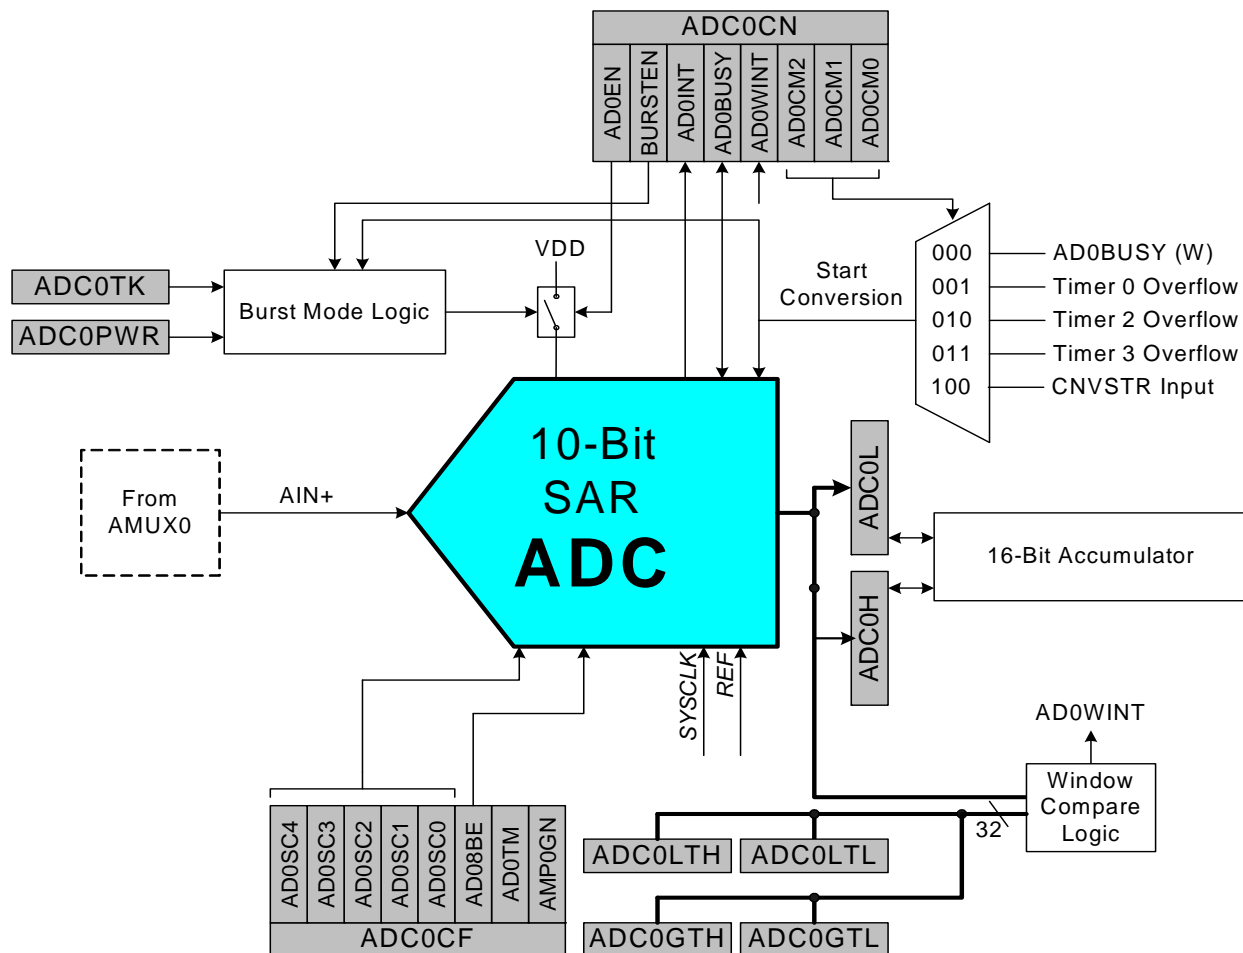 ADC0CN
AD0EN
BURSTEN
AD0INT
AD0BUSY
AD0WINT
AD0CM2
AD0CM1
AD0CM0
VDD
Start
Conversion
000
001
010
011
100
AD0BUSY (W)
Timer 0 Overflow
Timer 2 Overflow
Timer 3 Overflow
CNVSTR Input
ADC0TK
ADC0PWR
Burst Mode Logic
10-Bit
SAR
ADC
From
AMUX0
AIN+
ADC0L
ADC0H
16-Bit Accumulator
SYSCLK
REF
AD0WINT
Window
Compare
Logic
32
AD0SC4
AD0SC3
AD0SC2
AD0SC1
AD0SC0
AD08BE
AD0TM
AMP0GN
ADC0CF
ADC0LTH
ADC0LTL
ADC0GTH
ADC0GTL